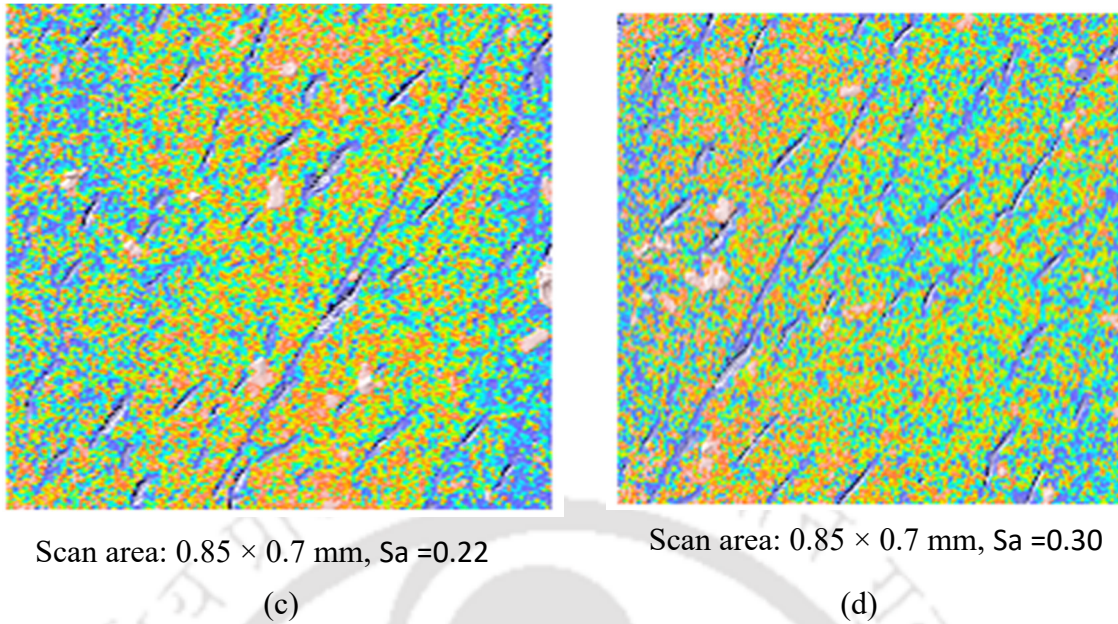 Scan area: 0.85 × 0.7 mm, Sa =0.22
Scan area: 0.85 × 0.7 mm, Sa =0.30
(c)
(d)